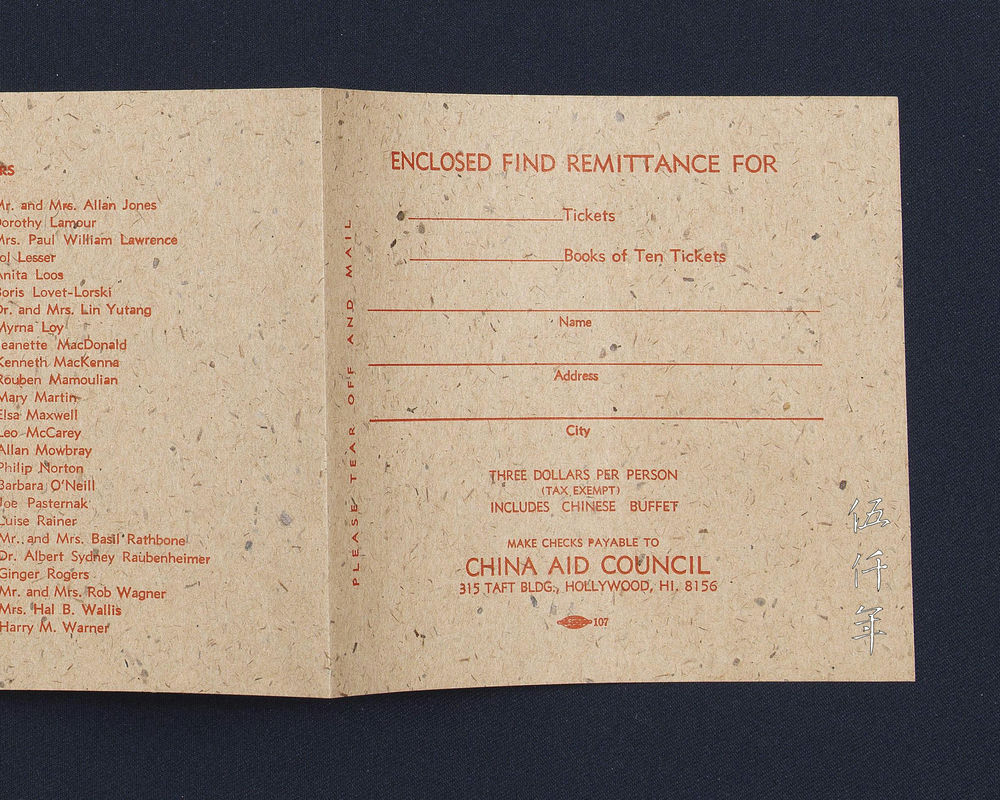 RS
Mr. and Mrs. Allan Jones
Dorothy Lamour
Mrs. Paul William Lawrence
Sol Lesser
Anita Loos
Boris Lovet-Lorski
Dr. and Mrs. Lin Yutang
Myrna Loy
Jeanette MacDonald
Kenneth MacKenna
Rouben Mamoulian
Mary Martin
Elsa Maxwell
Leo McCarey
Allan Mowbray
Philip Norton
Barbara O'Neill
Joe Pasternak
Luise Rainer
Mr. and Mrs. Basil Rathbone
Dr. Albert Sydney Raubenheimer
Ginger Rogers
Mr. and Mrs. Rob Wagner
Mrs. Hal B. Wallis
Harry M. Warner
PLEASE TEAR OFF AND MAIL
ENCLOSED FIND REMITTANCE FOR
Tickets
Books of Ten Tickets
Name
Address
City
THREE DOLLARS PER PERSON
(TAX EXEMPT)
INCLUDES CHINESE BUFFET
MAKE CHECKS PAYABLE TO
CHINA AID COUNCIL
315 TAFT BLDG., HOLLYWOOD, HI. 8156
107
伍仟年